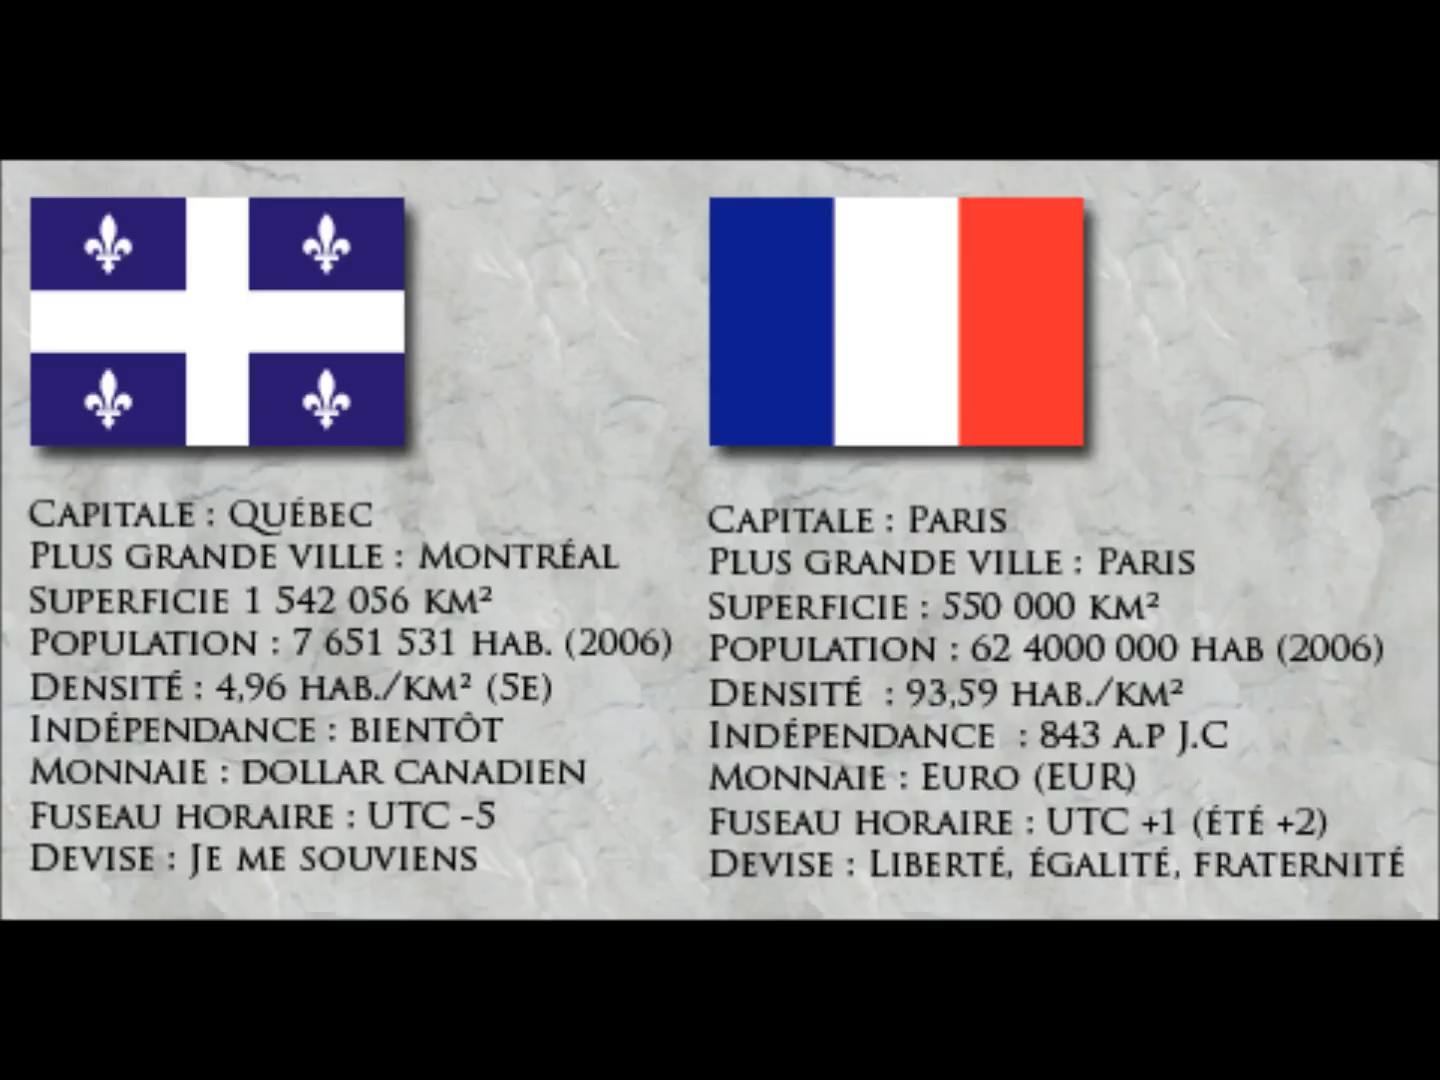 Capitale : Québec
Plus grande ville : Montréal
Superficie 1 542 056 km²
Population : 7 651 531 hab. (2006)
Densité : 4,96 hab./km² (5e)
Indépendance : bientôt
Monnaie : dollar canadien
Fuseau horaire : UTC -5
Devise : Je me souviens
Capitale : Paris
Plus grande ville : Paris
Superficie : 550 000 km²
Population : 62 4000 000 hab (2006)
Densité : 93,59 hab./km²
Indépendance : 843 a.p J.C
Monnaie : Euro (EUR)
Fuseau horaire : UTC +1 (été +2)
Devise : Liberté, égalité, fraternité